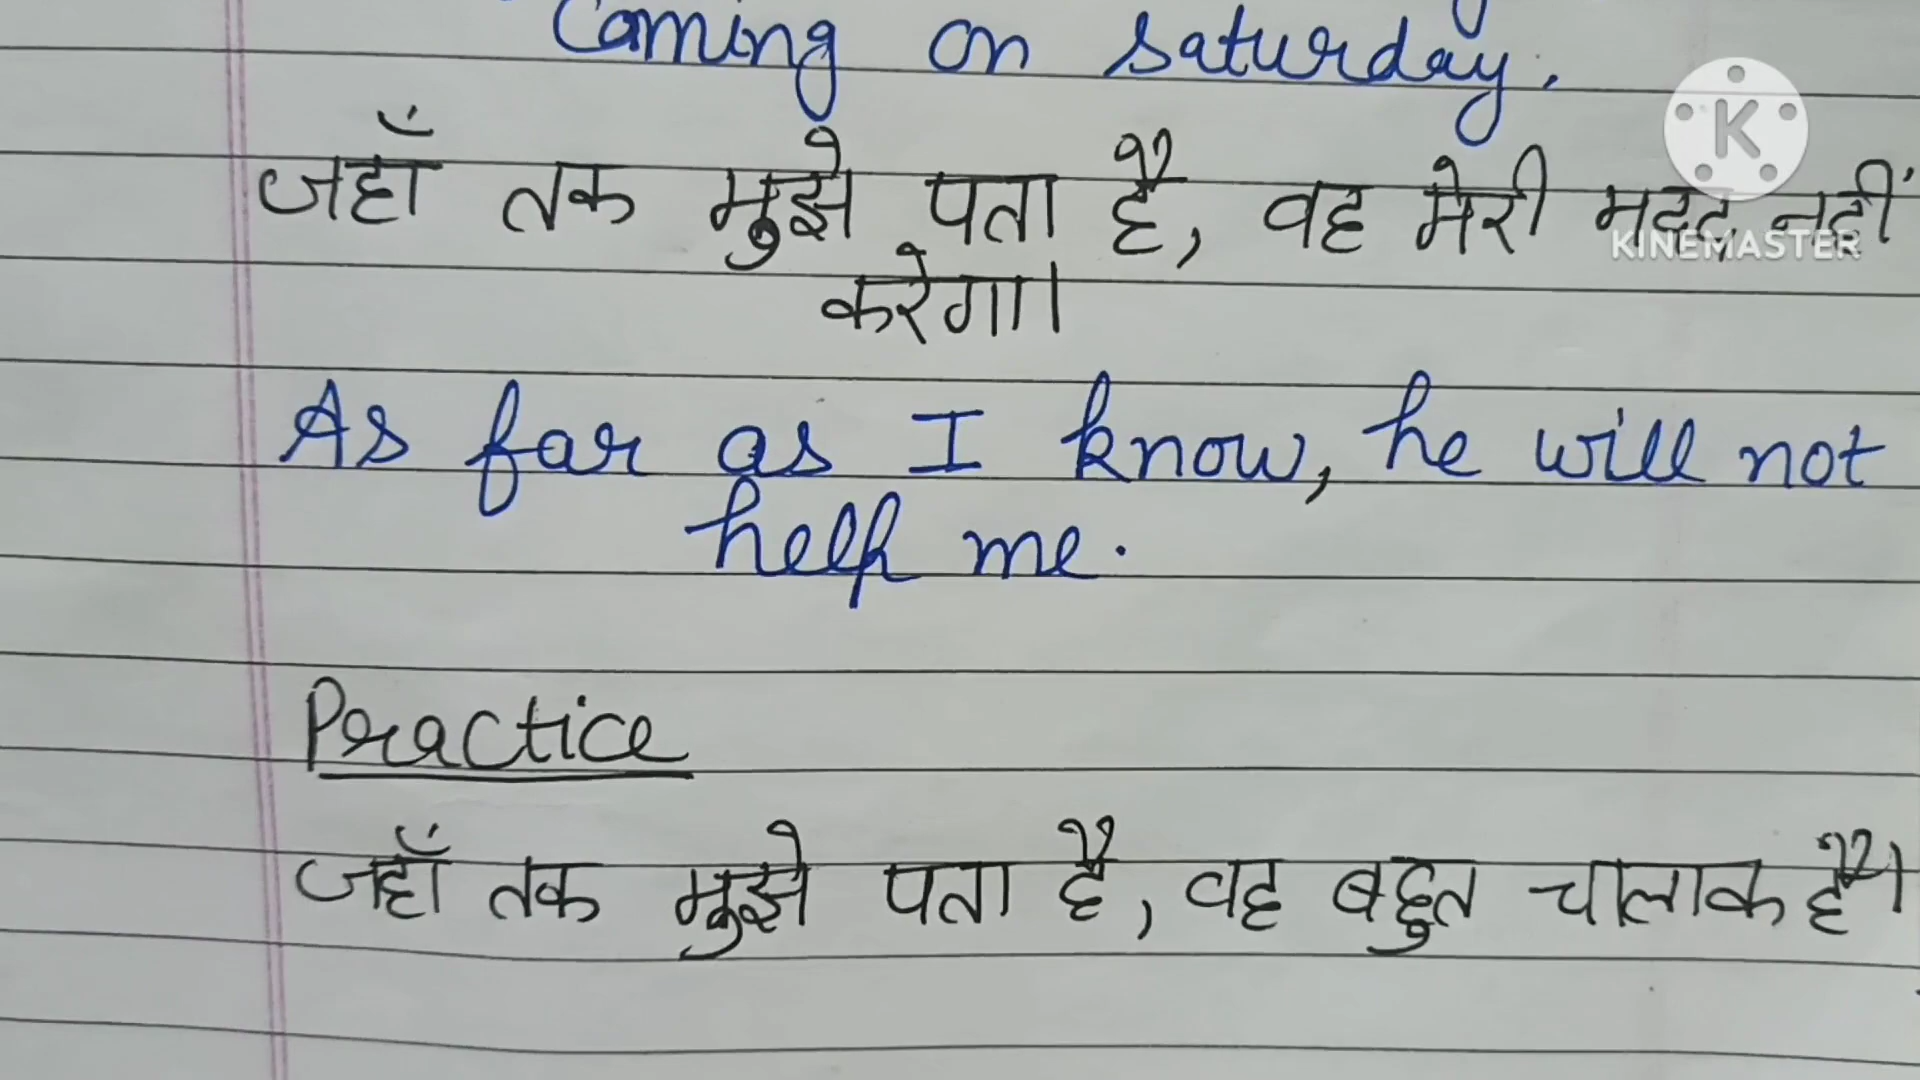 Coming on Saturday.
जहाँ तक मुझे पता है, वह मेरी मदद नहीं
KINEMASTER
करेगा।
As far as I know, he will not
help me.
Practice
जहाँ तक मुझे पता है, वह बहुत चालाक है।